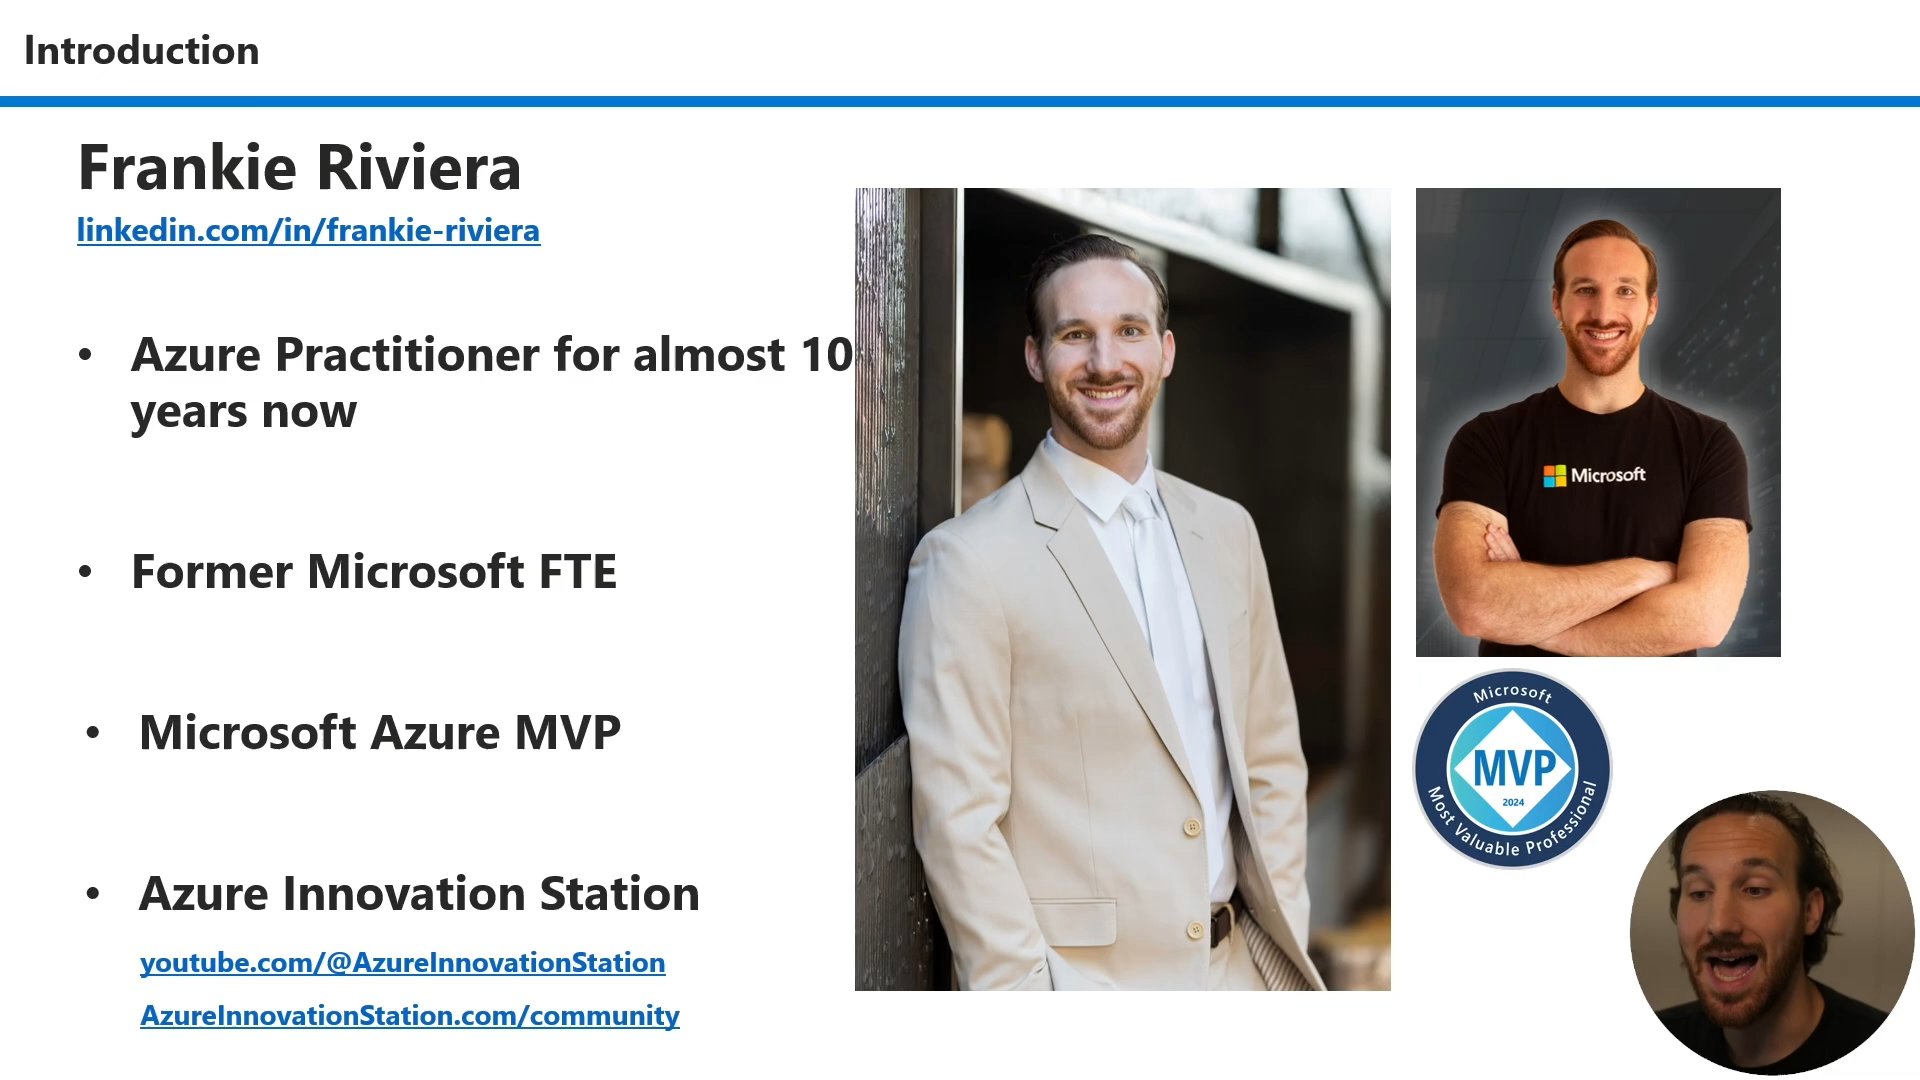 Introduction
Frankie Riviera
linkedin.com/in/frankie-riviera
• Azure Practitioner for almost 10
years now
• Former Microsoft FTE
• Microsoft Azure MVP
• Azure Innovation Station
youtube.com/@AzureInnovationStation
AzureInnovationStation.com/community
Microsoft
Microsoft
MVP
2024
Most Valuable Professional